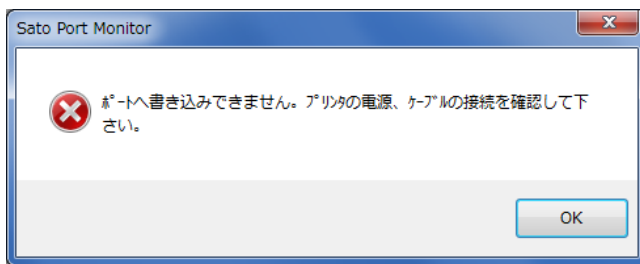 Sato Port Monitor
ﾎﾟｰﾄへ書き込みできません。ﾌﾟﾘﾝﾀの電源、ｹｰﾌﾞﾙの接続を確認して下
さい。
OK